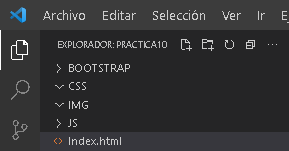 Archivo Editar Selección Ver Ir
EXPLORADOR: PRACTICA10
BOOTSTRAP
CSS
IMG
JS
Index.html